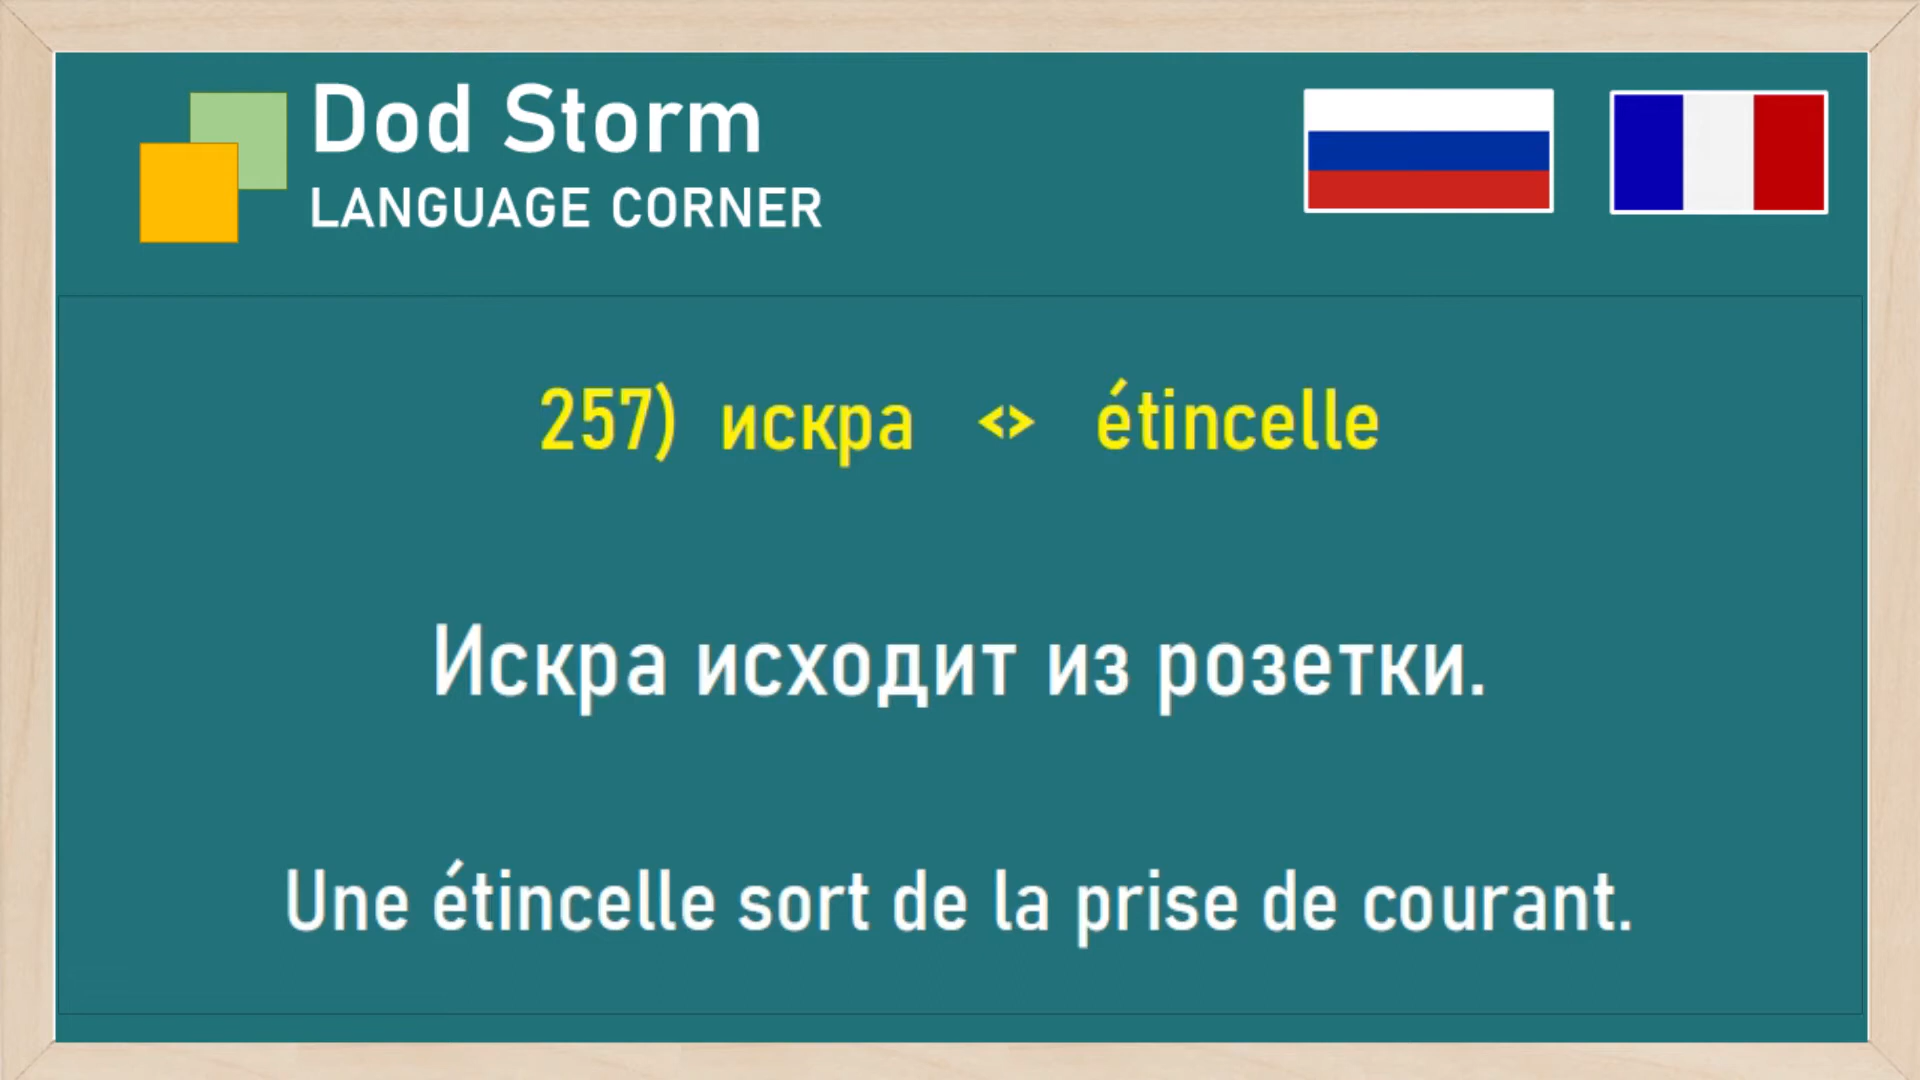 Dod Storm
LANGUAGE CORNER
257) искра <> étincelle
Искра исходит из розетки.
Une étincelle sort de la prise de courant.